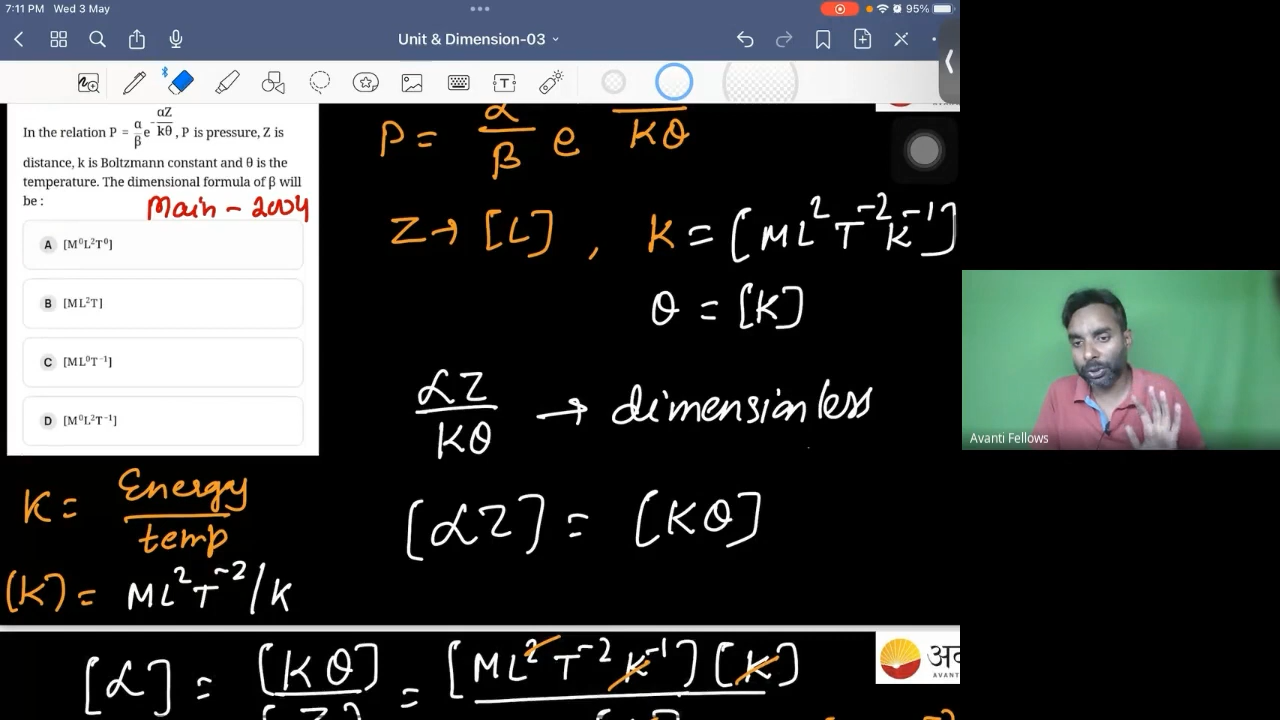 7:11 PM Wed 3 May
95%
Unit & Dimension-03
In the relation P = α/β e^(-αZ/kθ), P is pressure, Z is
distance, k is Boltzmann constant and θ is the
temperature. The dimensional formula of β will
be :
Main - 2004
A [M⁰L²T⁰]
B [ML²T]
C [ML⁰T⁻¹]
D [M⁰L²T⁻¹]
K = Energy/temp
(K) = ML²T⁻²/K
P = α/β e Kθ
Z → [L] , K = [ML²T⁻²K⁻¹]
θ = [K]
αZ/Kθ → dimensionless
[αZ] = [Kθ]
[α] = [Kθ]/[Z] = [ML²T⁻²K⁻¹][K]
अव
AVANTI
Avanti Fellows